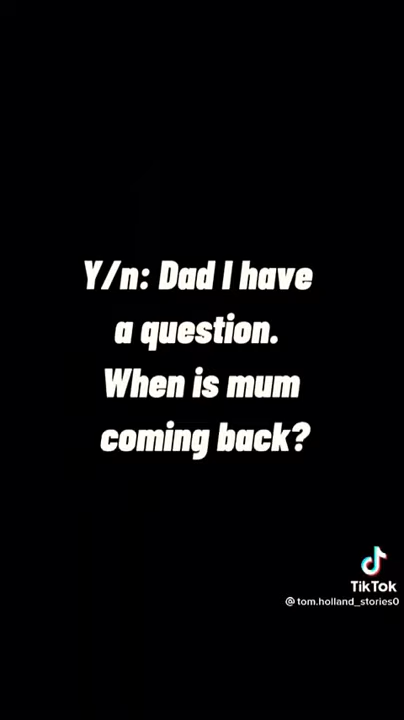 Y/n: Dad I have
a question.
When is mum
coming back?
TikTok
@tom.holland_stories0